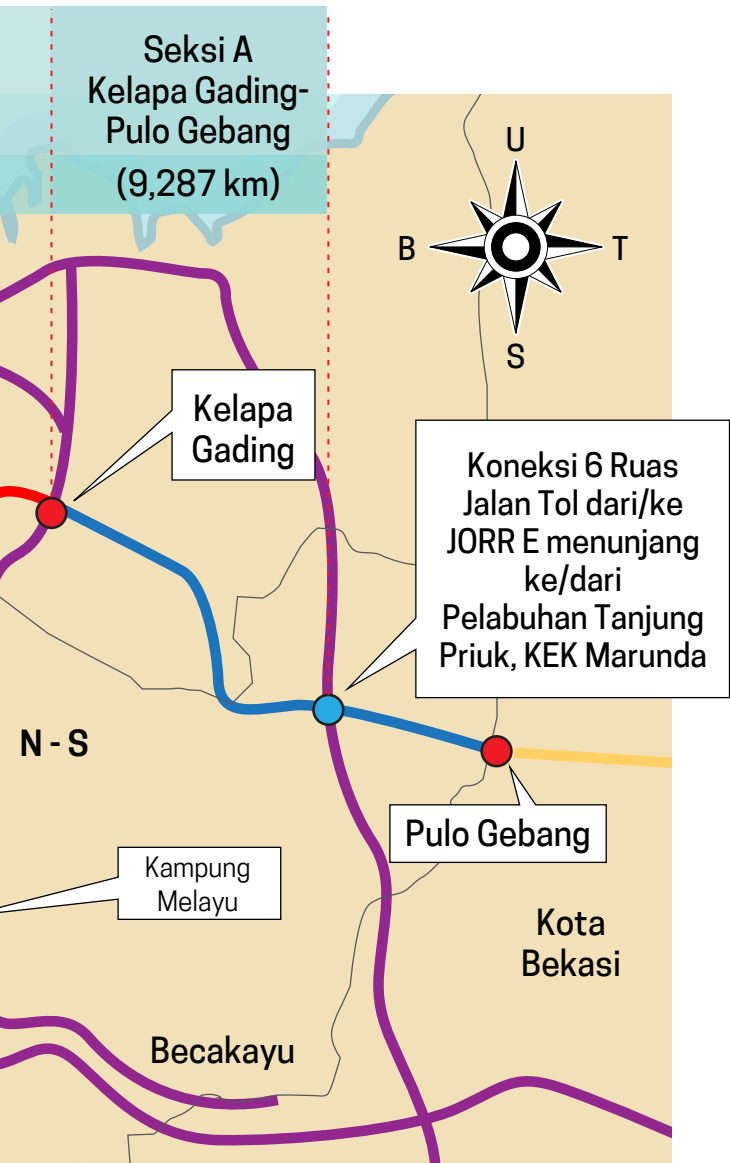 Seksi A
Kelapa Gading-
Pulo Gebang
(9,287 km)
U
B
T
S
Kelapa
Gading
Koneksi 6 Ruas
Jalan Tol dari/ke
JORR E menunjang
ke/dari
Pelabuhan Tanjung
Priuk, KEK Marunda
N - S
Pulo Gebang
Kampung
Melayu
Kota
Bekasi
Becakayu